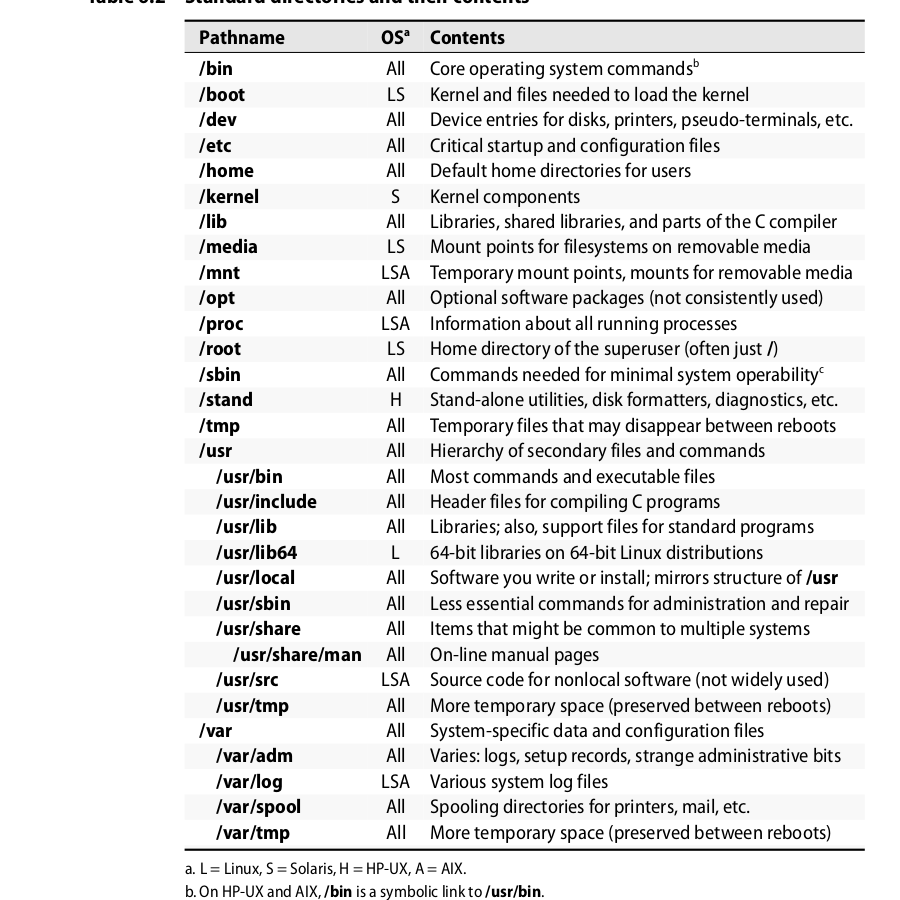 Table 6.2 Standard directories and their contents
Pathname OSa Contents
/bin All Core operating system commandsb
/boot LS Kernel and files needed to load the kernel
/dev All Device entries for disks, printers, pseudo-terminals, etc.
/etc All Critical startup and configuration files
/home All Default home directories for users
/kernel S Kernel components
/lib All Libraries, shared libraries, and parts of the C compiler
/media LS Mount points for filesystems on removable media
/mnt LSA Temporary mount points, mounts for removable media
/opt All Optional software packages (not consistently used)
/proc LSA Information about all running processes
/root LS Home directory of the superuser (often just /)
/sbin All Commands needed for minimal system operabilityc
/stand H Stand-alone utilities, disk formatters, diagnostics, etc.
/tmp All Temporary files that may disappear between reboots
/usr All Hierarchy of secondary files and commands
/usr/bin All Most commands and executable files
/usr/include All Header files for compiling C programs
/usr/lib All Libraries; also, support files for standard programs
/usr/lib64 L 64-bit libraries on 64-bit Linux distributions
/usr/local All Software you write or install; mirrors structure of /usr
/usr/sbin All Less essential commands for administration and repair
/usr/share All Items that might be common to multiple systems
/usr/share/man All On-line manual pages
/usr/src LSA Source code for nonlocal software (not widely used)
/usr/tmp All More temporary space (preserved between reboots)
/var All System-specific data and configuration files
/var/adm All Varies: logs, setup records, strange administrative bits
/var/log LSA Various system log files
/var/spool All Spooling directories for printers, mail, etc.
/var/tmp All More temporary space (preserved between reboots)
a. L = Linux, S = Solaris, H = HP-UX, A = AIX.
b. On HP-UX and AIX, /bin is a symbolic link to /usr/bin.